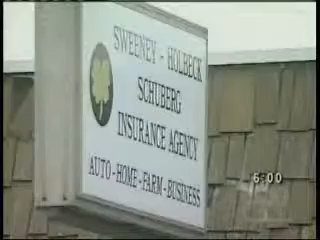 SWEENEY - HOLBECK
SCHUBERG
INSURANCE AGENCY
AUTO-HOME-FARM-BUSINESS
6:00